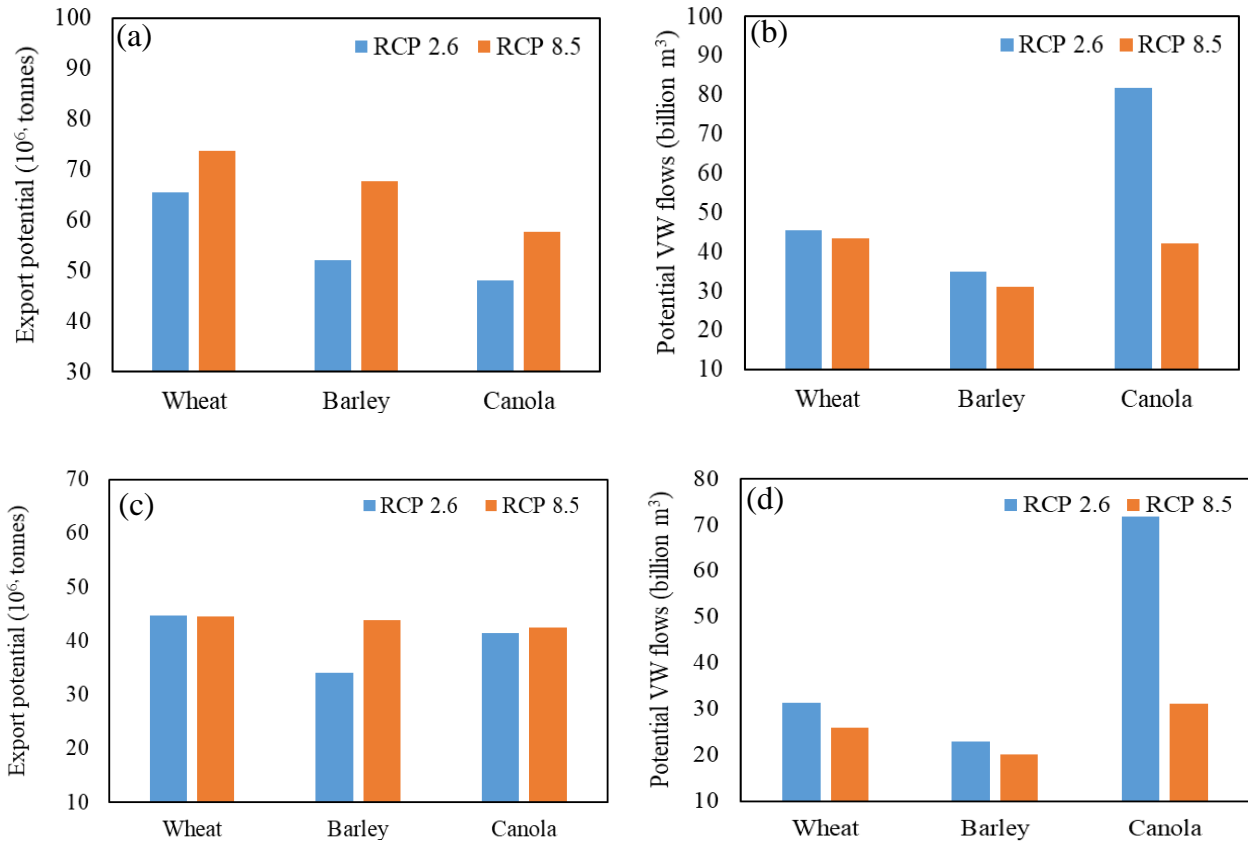 (a)
RCP 2.6 RCP 8.5
Export potential (10⁶, tonnes)
100
90
80
70
60
50
40
30
Wheat Barley Canola
(b)
RCP 2.6 RCP 8.5
Potential VW flows (billion m³)
100
90
80
70
60
50
40
30
20
10
Wheat Barley Canola
(c)
RCP 2.6 RCP 8.5
Export potential (10⁶, tonnes)
70
60
50
40
30
20
10
Wheat Barley Canola
(d)
RCP 2.6 RCP 8.5
Potential VW flows (billion m³)
80
70
60
50
40
30
20
10
Wheat Barley Canola